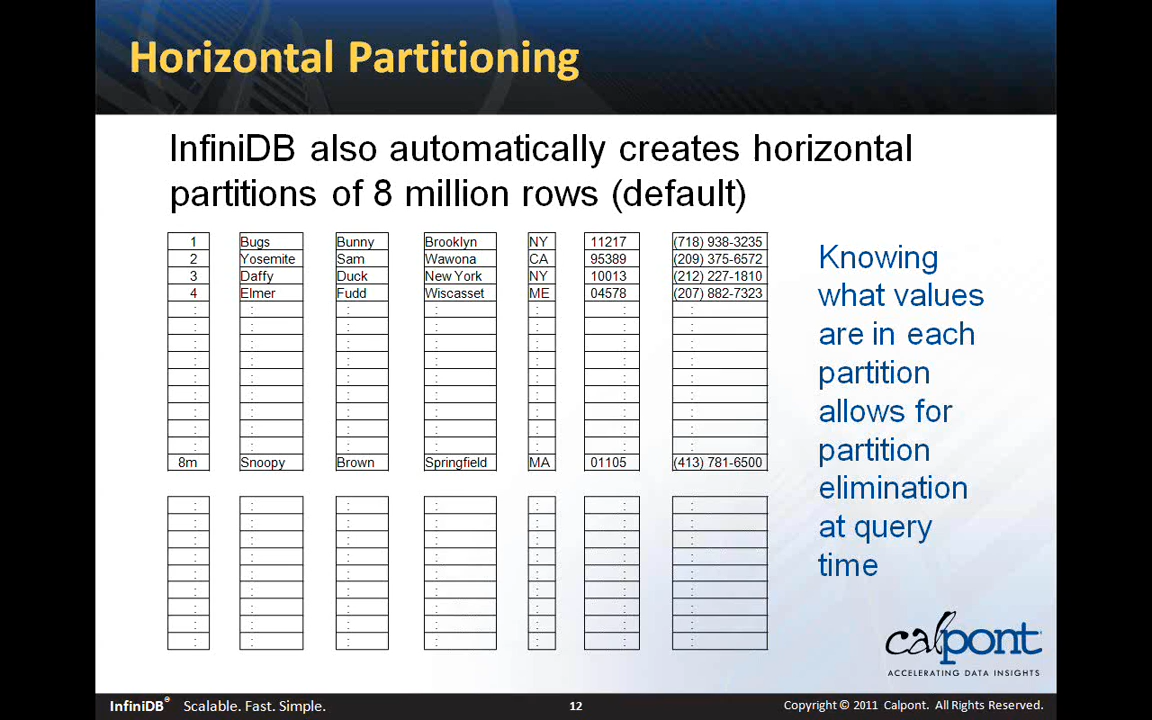 Horizontal Partitioning
InfiniDB also automatically creates horizontal
partitions of 8 million rows (default)
1 Bugs Bunny Brooklyn NY 11217 (718) 938-3235
2 Yosemite Sam Wawona CA 95389 (209) 375-6572
3 Daffy Duck New York NY 10013 (212) 227-1810
4 Elmer Fudd Wiscasset ME 04578 (207) 882-7323
: : : : : : :
: : : : : : :
: : : : : : :
: : : : : : :
: : : : : : :
: : : : : : :
: : : : : : :
: : : : : : :
: : : : : : :
8m Snoopy Brown Springfield MA 01105 (413) 781-6500
: : : : : : :
: : : : : : :
: : : : : : :
: : : : : : :
: : : : : : :
: : : : : : :
: : : : : : :
: : : : : : :
: : : : : : :
Knowing
what values
are in each
partition
allows for
partition
elimination
at query
time
calpont
ACCELERATING DATA INSIGHTS
InfiniDB® Scalable. Fast. Simple.
12
Copyright © 2011 Calpont. All Rights Reserved.